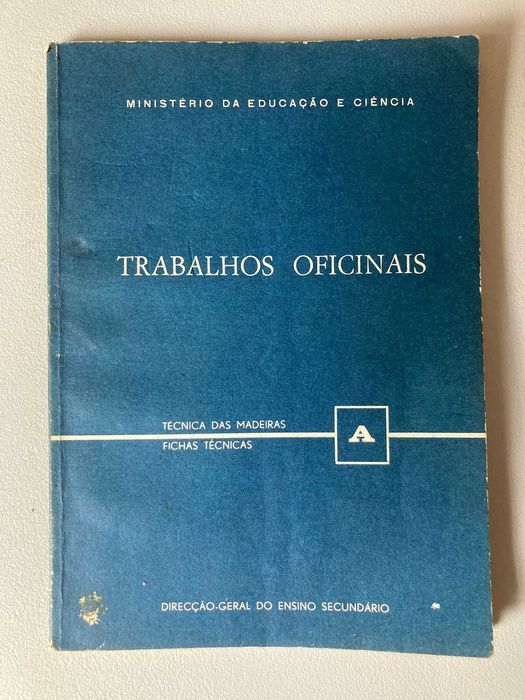 MINISTÉRIO DA EDUCAÇÃO E CIÊNCIA
TRABALHOS OFICINAIS
TÉCNICA DAS MADEIRAS
FICHAS TÉCNICAS
A
DIRECÇÃO-GERAL DO ENSINO SECUNDÁRIO